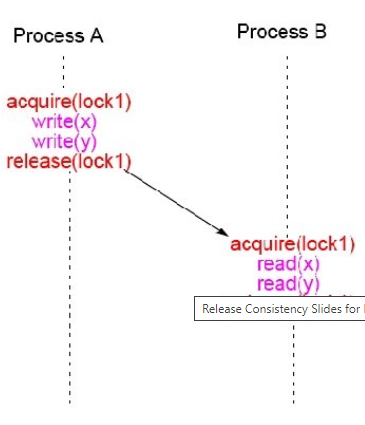 Process A
Process B
acquire(lock1)
write(x)
write(y)
release(lock1)
acquire(lock1)
read(x)
read(y)
Release Consistency Slides for